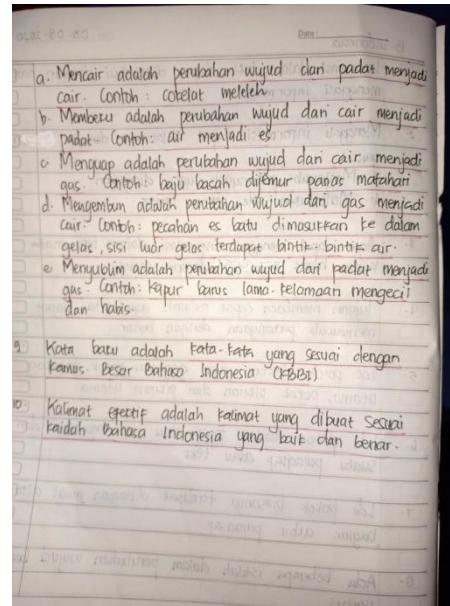 Date:
a. Mencair adalah perubahan wujud dari padat menjadi
cair. Contoh : cokelat meleleh
b. Membeku adalah perubahan wujud dari cair menjadi
padat Contoh: air menjadi es
c Menguap adalah perubahan wujud dari cair menjadi
gas. Contoh baju basah dijemur panas matahari
d. Mengembun adalah perubahan wujud dari gas menjadi
cair. Contoh: pecahan es batu dimasukkan ke dalam
gelas, sisi luar gelas terdapat bintik-bintik air.
e Menyublim adalah perubahan wujud dari padat menjadi
gas. Contoh: kapur barus lama-kelamaan mengecil
dan habis.
9 Kata baku adalah kata-kata yang sesuai dengan
Kamus Besar Bahasa Indonesia (KBBI)
10. Kalimat efektif adalah kalimat yang dibuat sesuai
kaidah Bahasa Indonesia yang baik dan benar.